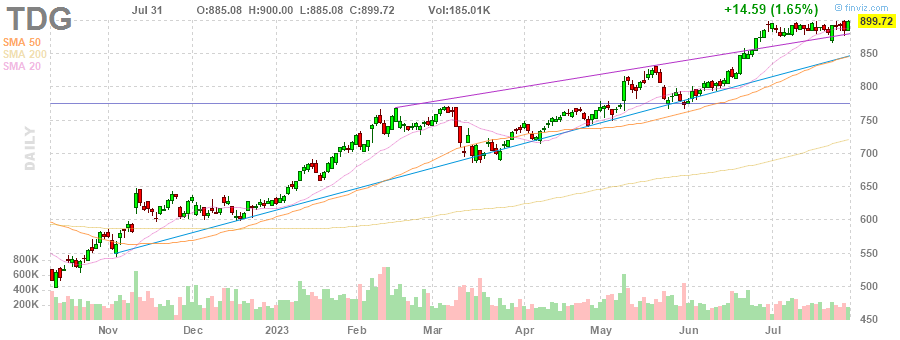 TDG Jul 31 O:885.08 H:900.00 L:885.08 C:899.72 Vol:185.01K +14.59 (1.65%) © finviz.com
SMA 50
SMA 200
SMA 20
DAILY
899.72
850
800
750
700
650
600
550
500
450
800K
600K
400K
200K
Nov Dec 2023 Feb Mar Apr May Jun Jul